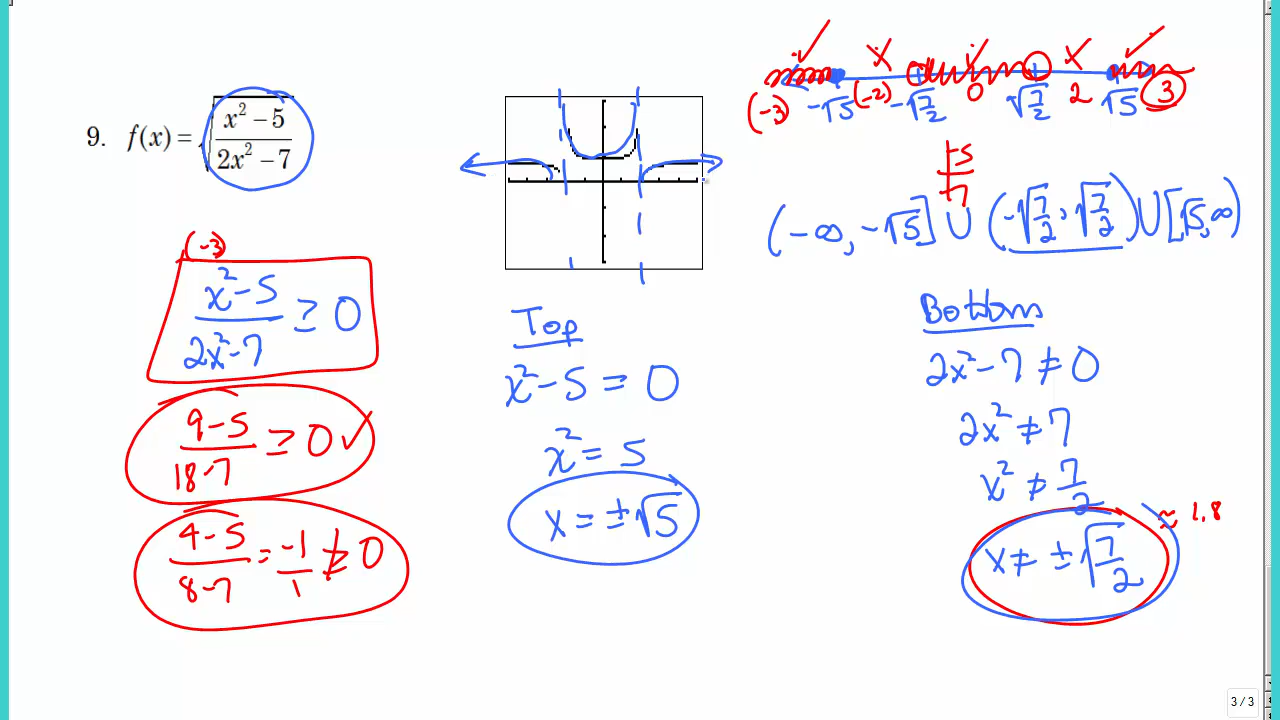 9. f(x) = √((x² − 5)/(2x² − 7))
✓ x ✓ x ✓
(-3) -√5 (-2) -√(7/2) 0 √(7/2) 2 √5 3
-5/-7
(-∞, -√5] ∪ (-√(7/2), √(7/2)) ∪ [√5, ∞)
(-3)
(x²-5)/(2x²-7) ≥ 0
(9-5)/(18-7) ≥ 0 ✓
(4-5)/(8-7) = -1/1 ≱ 0
Top
x²-5 = 0
x² = 5
x = ±√5
Bottom
2x²-7 ≠ 0
2x² ≠ 7
x² ≠ 7/2
x ≠ ±√(7/2) ≈ 1.8
3 / 3